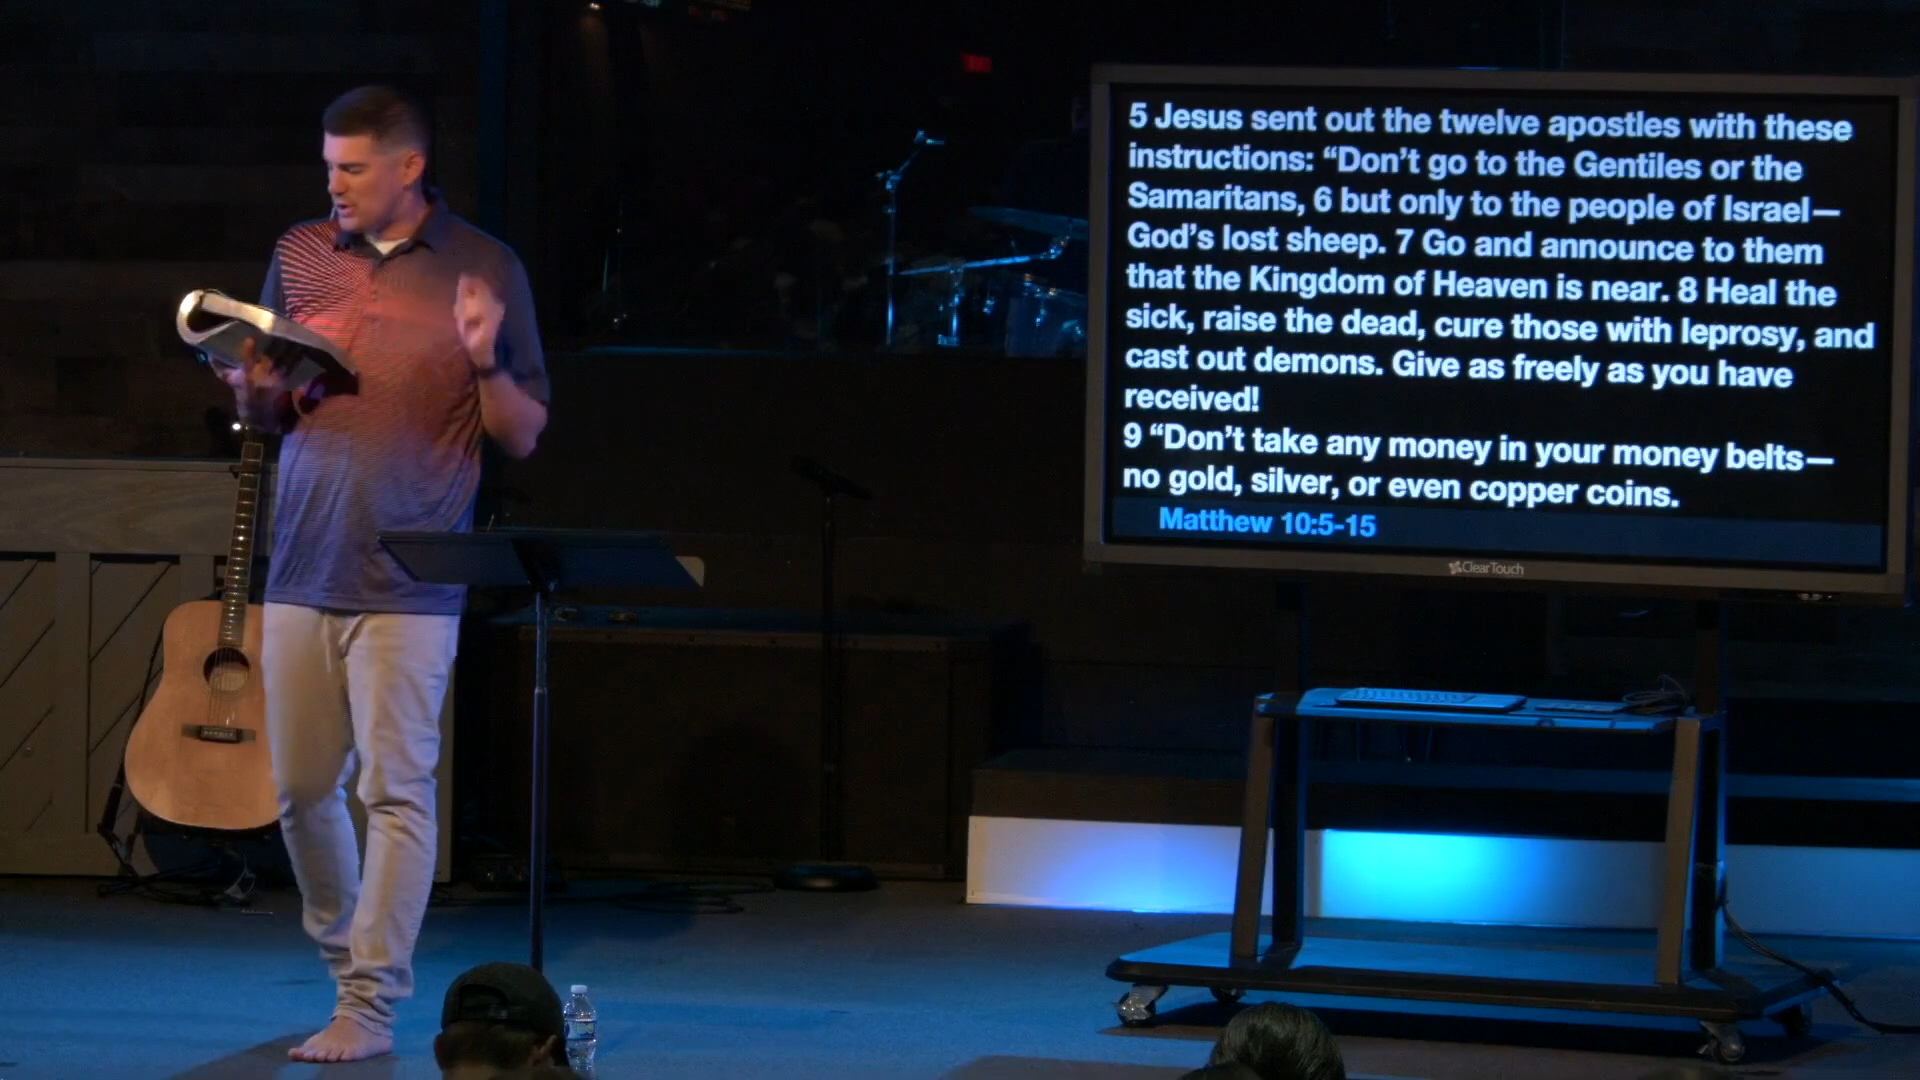 5 Jesus sent out the twelve apostles with these
instructions: “Don’t go to the Gentiles or the
Samaritans, 6 but only to the people of Israel—
God’s lost sheep. 7 Go and announce to them
that the Kingdom of Heaven is near. 8 Heal the
sick, raise the dead, cure those with leprosy, and
cast out demons. Give as freely as you have
received!
9 “Don’t take any money in your money belts—
no gold, silver, or even copper coins.
Matthew 10:5-15
ClearTouch